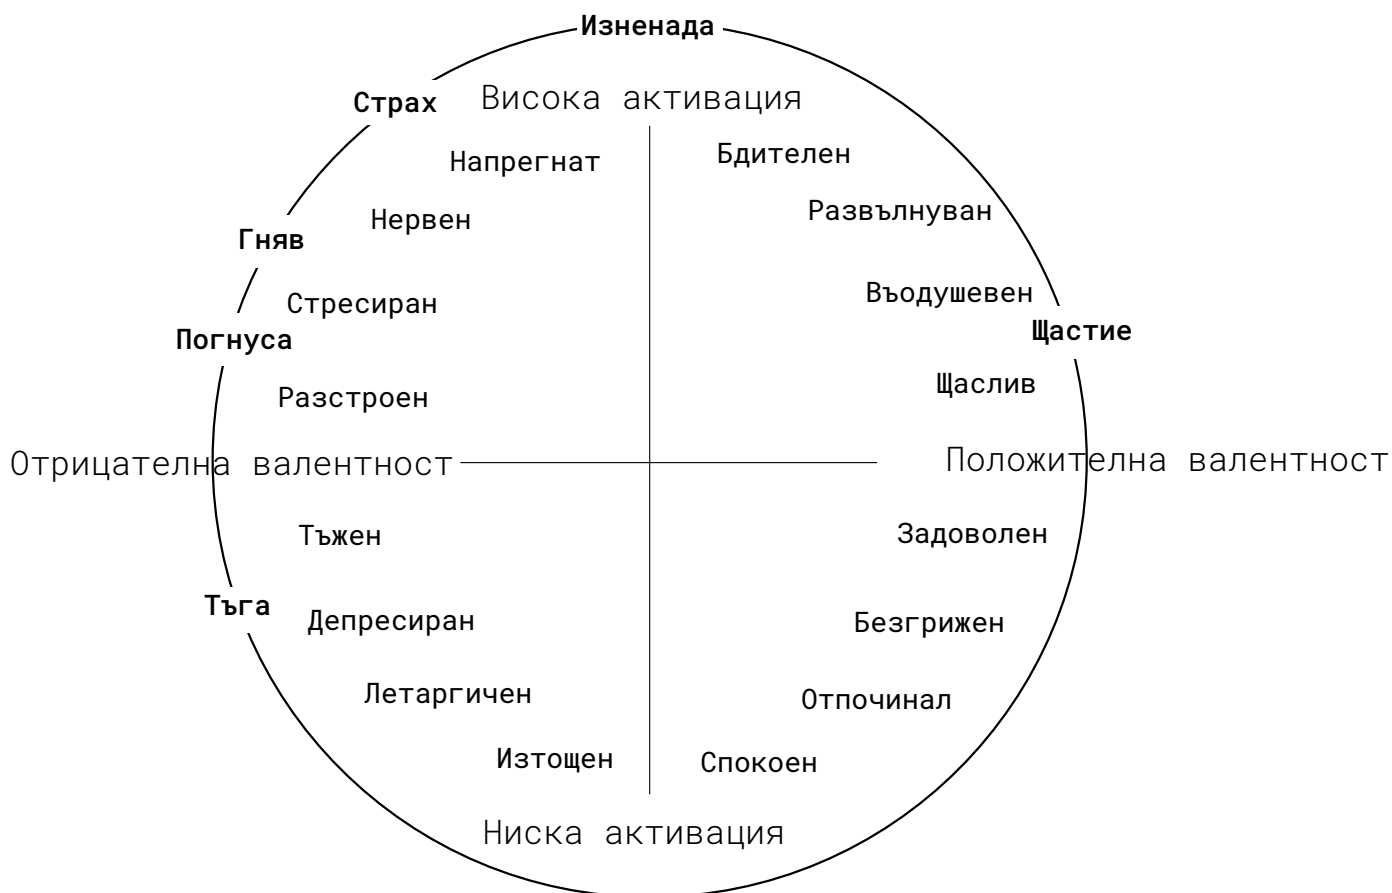 Изненада
Страх
Висока активация
Напрегнат
Бдителен
Нервен
Развълнуван
Гняв
Стресиран
Въодушевен
Погнуса
Щастие
Разстроен
Щаслив
Отрицателна валентност
Положителна валентност
Тъжен
Задоволен
Тъга
Депресиран
Безгрижен
Летаргичен
Отпочинал
Изтощен
Спокоен
Ниска активация